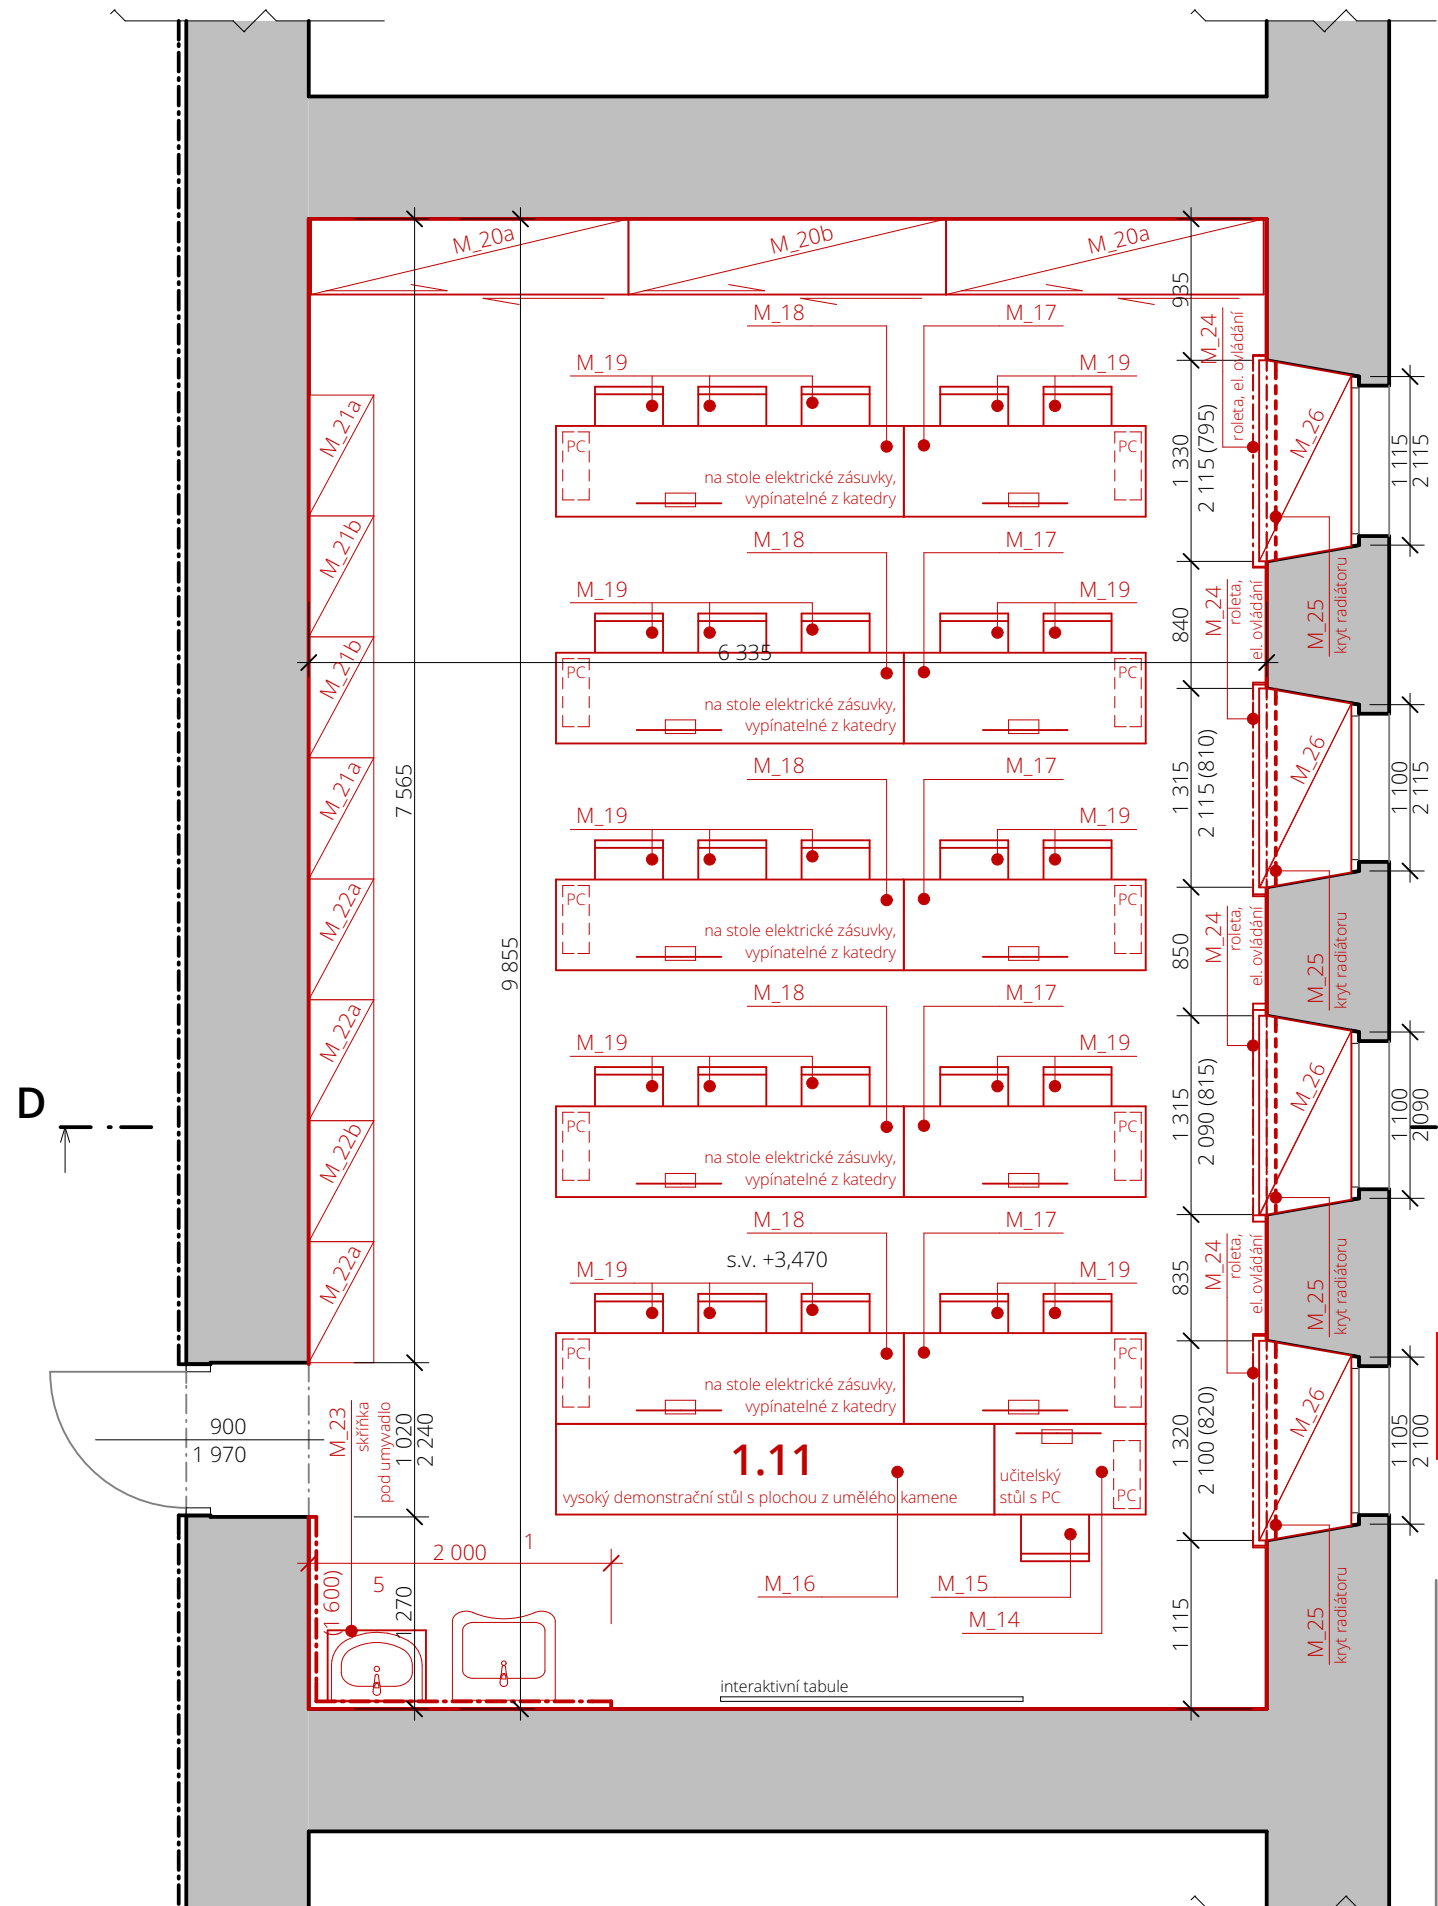 M_20a
M_20b
M_20a
935
M_18
M_17
M_24
roleta, el. ovládání
M_19
M_19
M_21a
M_26
1 330
2 115 (795)
1 115
2 115
PC
PC
na stole elektrické zásuvky,
vypínatelné z katedry
M_21b
M_18
M_17
M_19
M_19
840
M_24
roleta,
el. ovládání
M_25
kryt radiátoru
6 335
M_21b
PC
PC
na stole elektrické zásuvky,
vypínatelné z katedry
M_26
7 565
M_21a
M_18
M_17
1 315
2 115 (810)
1 100
2 115
M_19
M_19
M_22a
PC
PC
na stole elektrické zásuvky,
vypínatelné z katedry
9 855
850
M_24
roleta,
el. ovládání
M_25
kryt radiátoru
M_22a
M_18
M_17
M_19
M_19
M_26
D
1 315
2 090 (815)
1 100
2 090
PC
PC
na stole elektrické zásuvky,
vypínatelné z katedry
M_22b
M_18
M_17
s.v. +3,470
M_19
M_19
835
M_24
roleta,
el. ovládání
M_25
kryt radiátoru
M_22a
PC
PC
na stole elektrické zásuvky,
vypínatelné z katedry
M_26
900
1 970
M_23
skříňka
pod umyvadlo
1 020
2 240
1 320
2 100 (820)
1 105
2 100
1.11
vysoký demonstrační stůl s plochou z umělého kamene
učitelský
stůl s PC
PC
1
2 000
5
1 600)
1 270
M_16
M_15
M_14
1 115
M_25
kryt radiátoru
interaktivní tabule